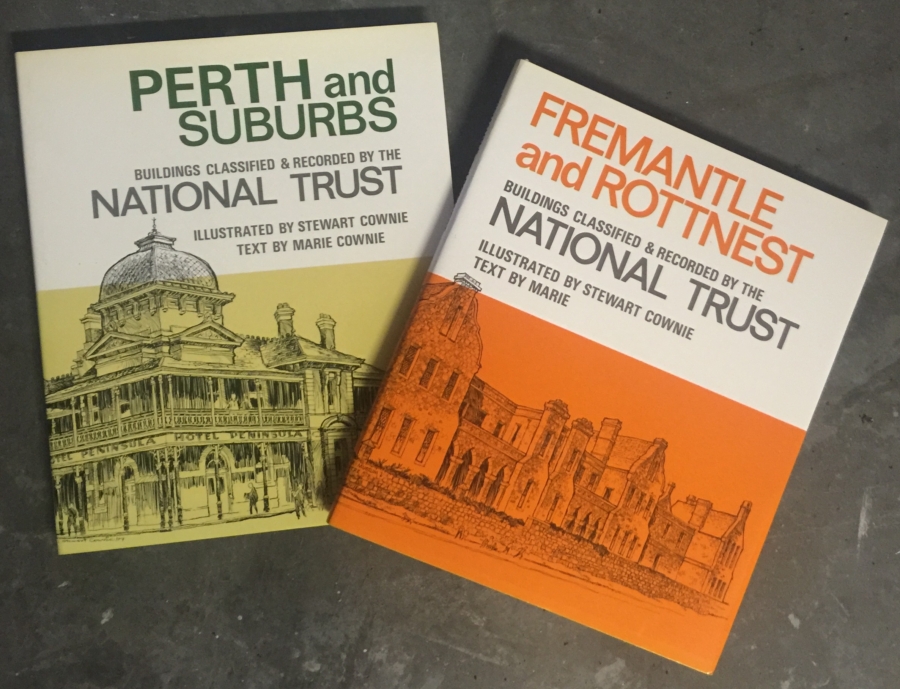 PERTH and
SUBURBS
BUILDINGS CLASSIFIED & RECORDED BY THE
NATIONAL TRUST
ILLUSTRATED BY STEWART COWNIE
TEXT BY MARIE COWNIE
HOTEL PENINSULA
PENINSULA
FREMANTLE
and ROTTNEST
BUILDINGS CLASSIFIED & RECORDED BY THE
NATIONAL TRUST
ILLUSTRATED BY STEWART COWNIE
TEXT BY MARIE